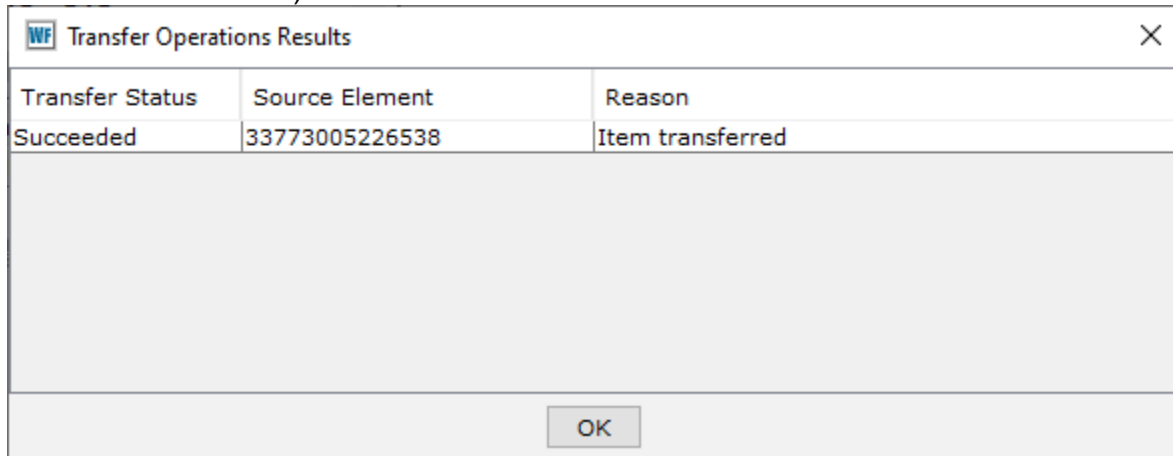 WF Transfer Operations Results
Transfer Status Source Element Reason
Succeeded 33773005226538 Item transferred
OK